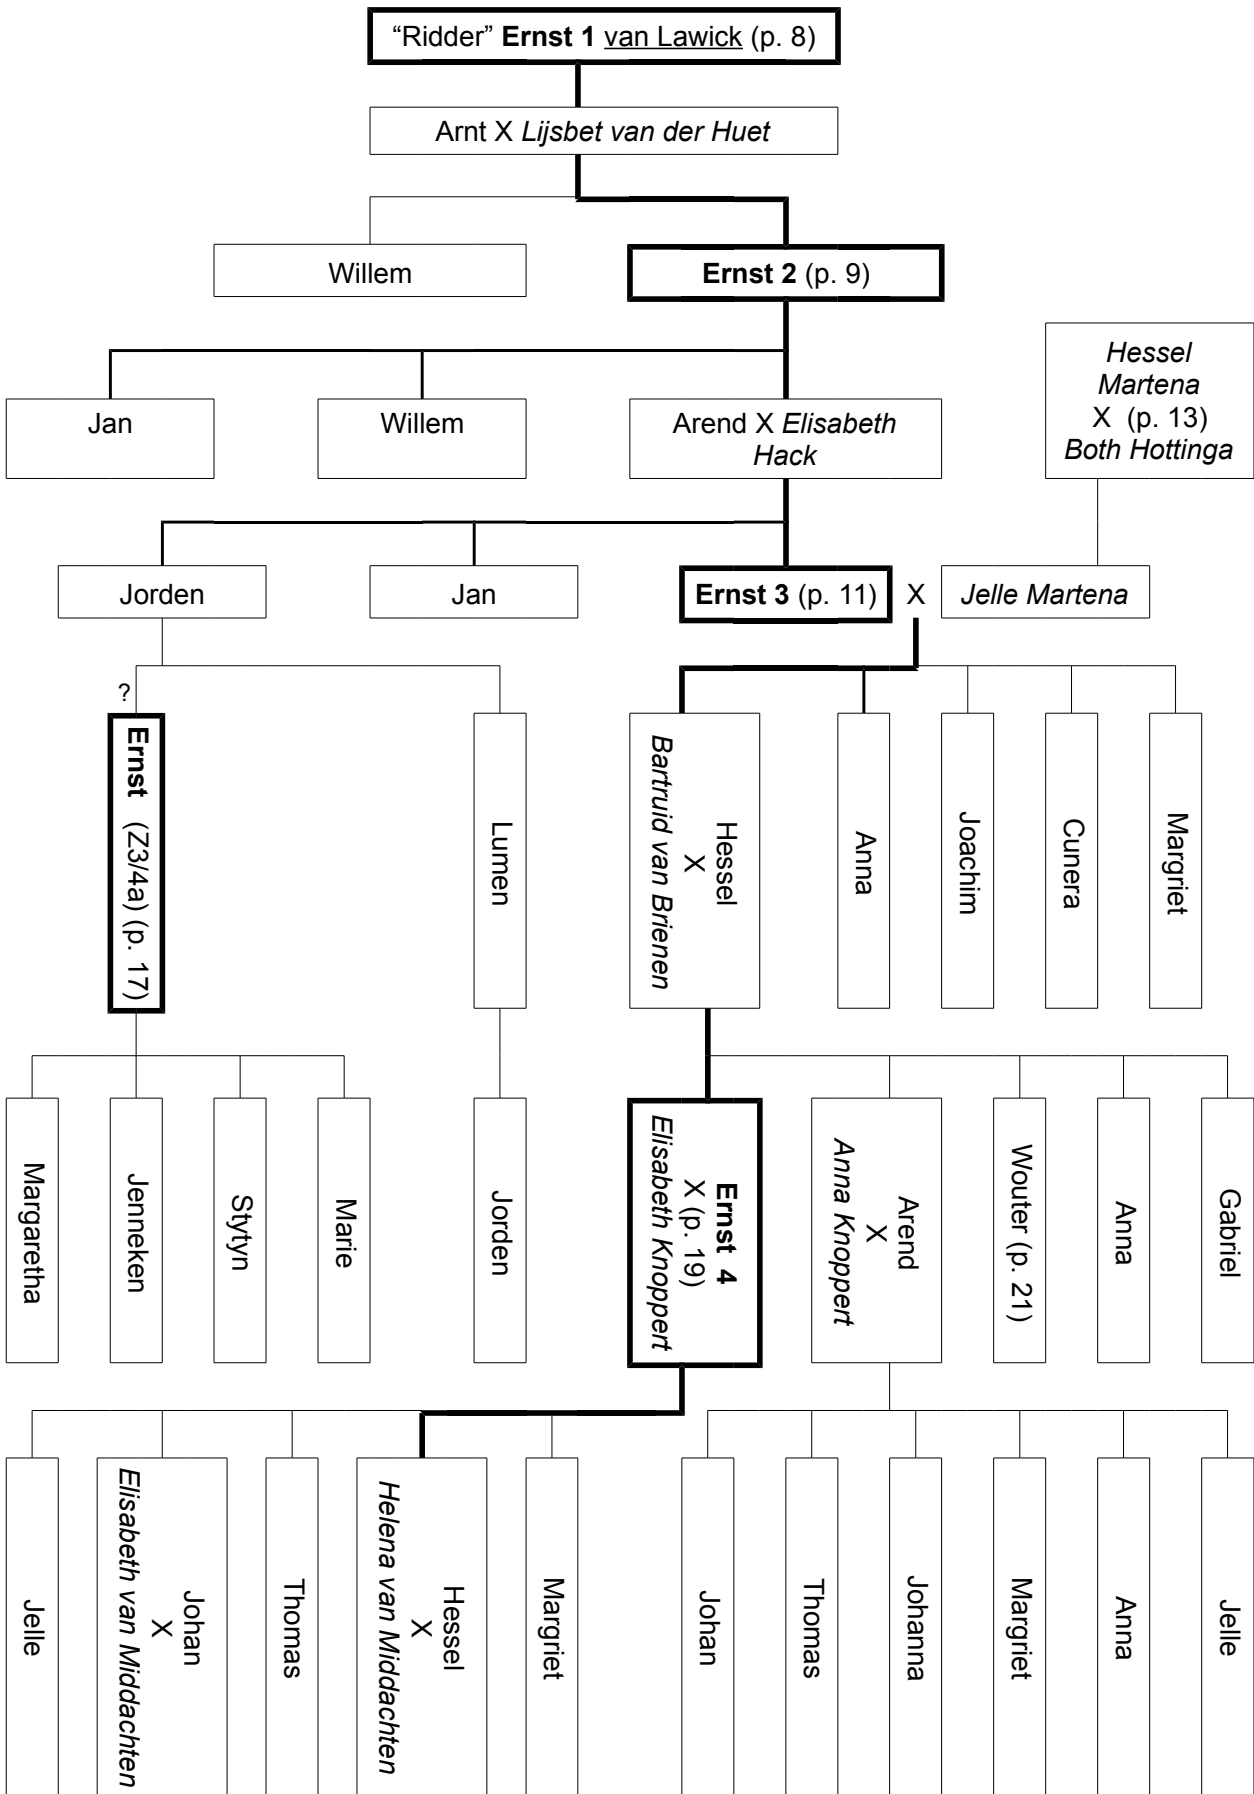 “Ridder” Ernst 1 van Lawick (p. 8)
Arnt X Lijsbet van der Huet
Willem
Ernst 2 (p. 9)
Hessel
Martena
X (p. 13)
Both Hottinga
Jan
Willem
Arend X Elisabeth
Hack
Jorden
Jan
Ernst 3 (p. 11)
X
Jelle Martena
?
Ernst (Z3/4a) (p. 17)
Lumen
Hessel
X
Bartruid van Brienen
Anna
Joachim
Cunera
Margriet
Margaretha
Jenneken
Stytyn
Marie
Jorden
Ernst 4
X (p. 19)
Elisabeth Knoppert
Arend
X
Anna Knoppert
Wouter (p. 21)
Anna
Gabriel
Jelle
Johan
X
Elisabeth van Middachten
Thomas
Hessel
X
Helena van Middachten
Margriet
Johan
Thomas
Johanna
Margriet
Anna
Jelle